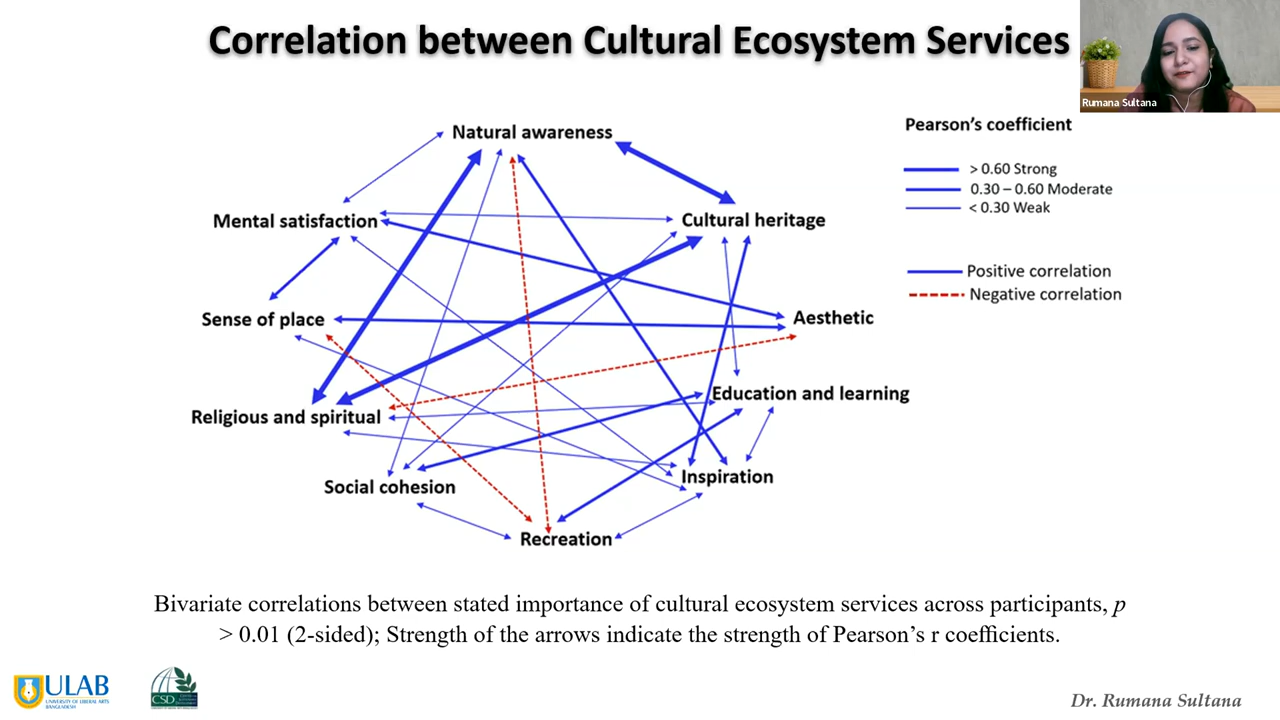 Correlation between Cultural Ecosystem Services
Rumana Sultana
Pearson's coefficient
> 0.60 Strong
0.30 – 0.60 Moderate
< 0.30 Weak
Positive correlation
Negative correlation
Natural awareness
Mental satisfaction
Cultural heritage
Sense of place
Aesthetic
Education and learning
Religious and spiritual
Inspiration
Social cohesion
Recreation
Bivariate correlations between stated importance of cultural ecosystem services across participants, p
> 0.01 (2-sided); Strength of the arrows indicate the strength of Pearson's r coefficients.
ULAB
UNIVERSITY OF LIBERAL ARTS
BANGLADESH
CSD
Dr. Rumana Sultana